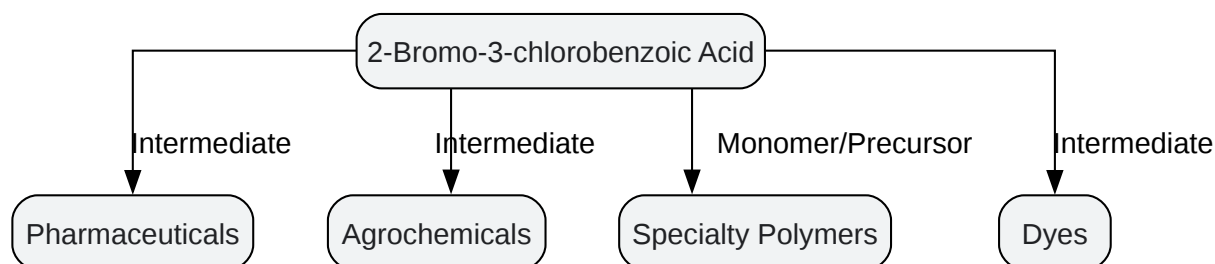 2-Bromo-3-chlorobenzoic Acid
Intermediate
Intermediate
Monomer/Precursor
Intermediate
Pharmaceuticals
Agrochemicals
Specialty Polymers
Dyes